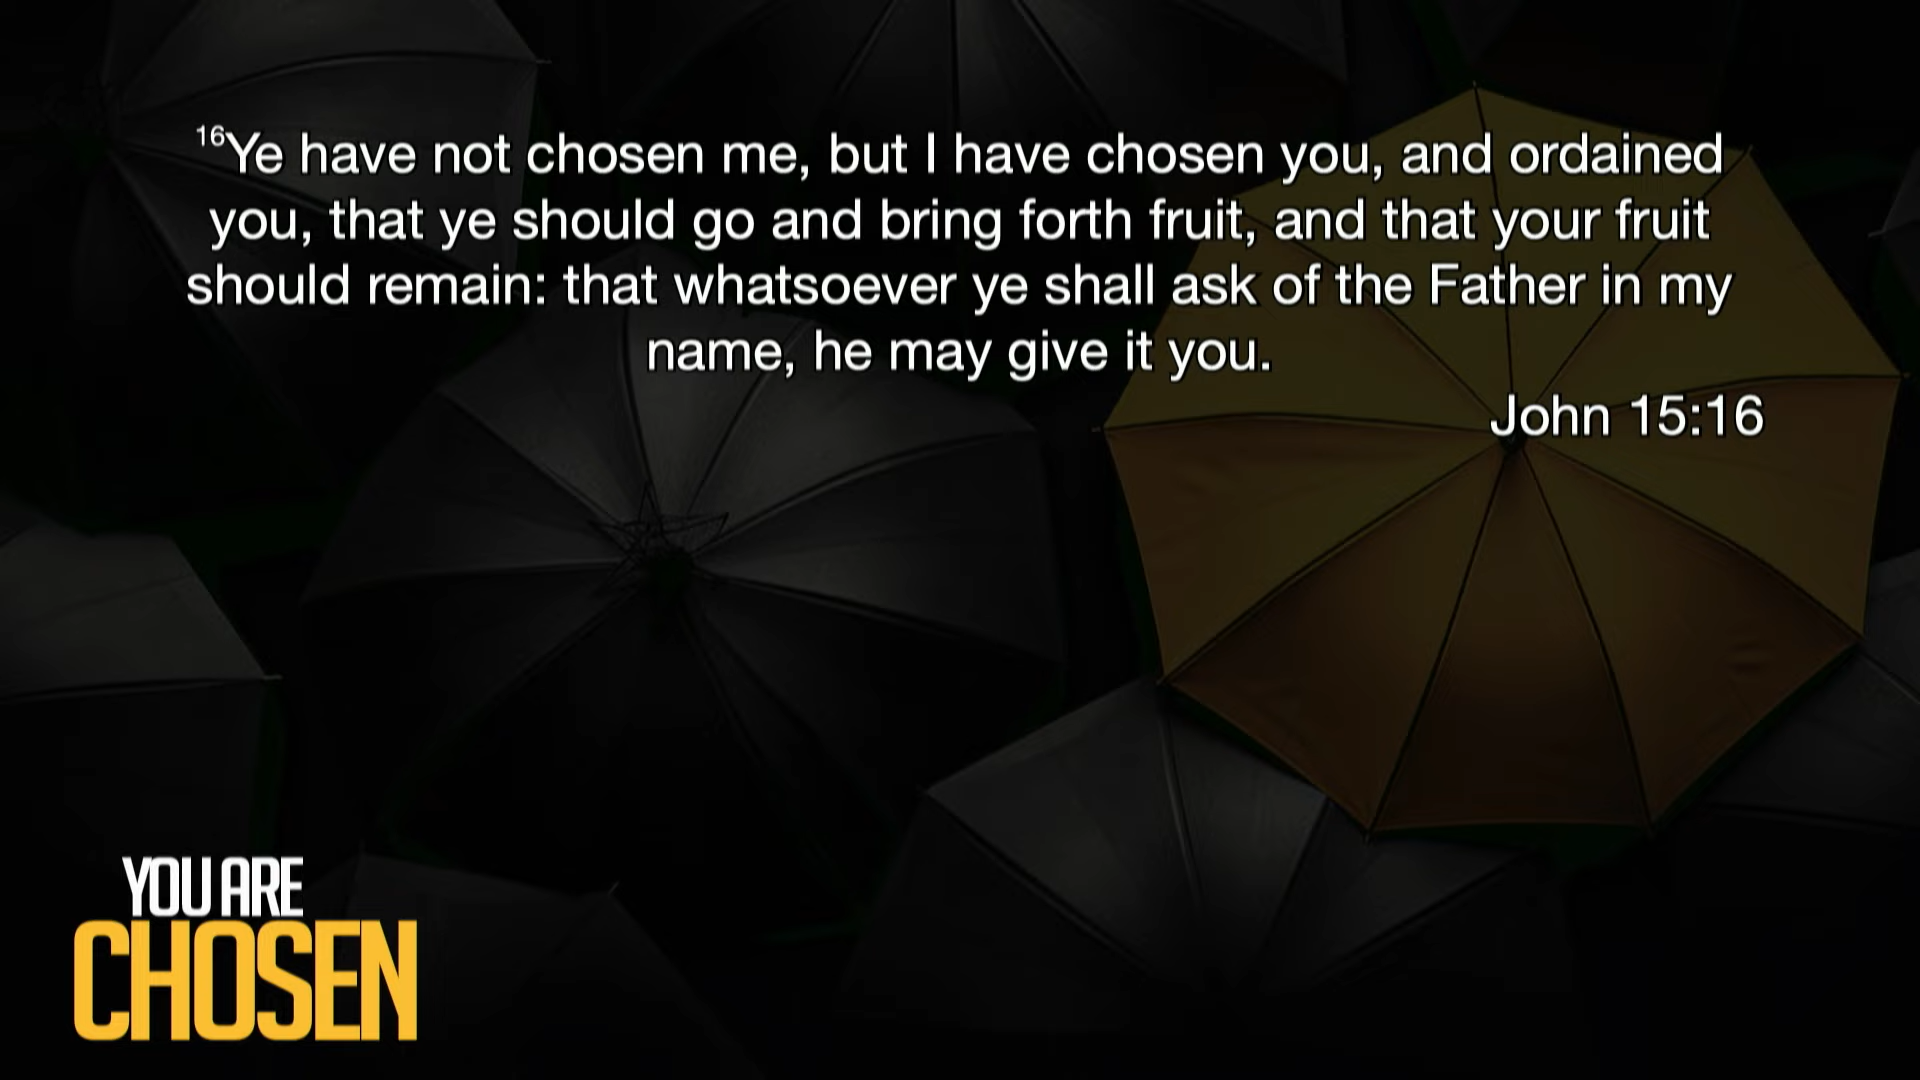 16Ye have not chosen me, but I have chosen you, and ordained
you, that ye should go and bring forth fruit, and that your fruit
should remain: that whatsoever ye shall ask of the Father in my
name, he may give it you.
John 15:16
YOU ARE
CHOSEN